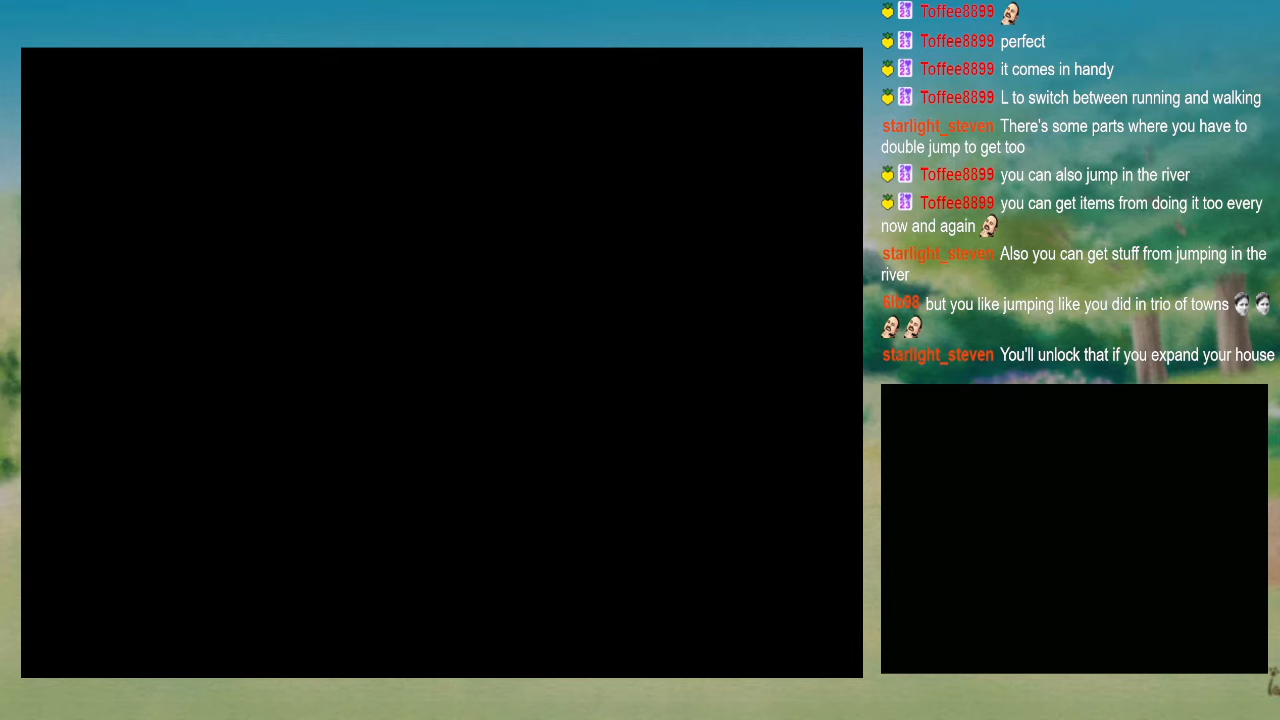 Toffee8899
Toffee8899 perfect
Toffee8899 it comes in handy
Toffee8899 L to switch between running and walking
starlight_steven There's some parts where you have to
double jump to get too
Toffee8899 you can also jump in the river
Toffee8899 you can get items from doing it too every
now and again
starlight_steven Also you can get stuff from jumping in the
river
but you like jumping like you did in trio of towns
starlight_steven You'll unlock that if you expand your house